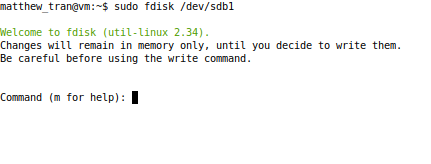 matthew_tran@vm:~$ sudo fdisk /dev/sdb1
Welcome to fdisk (util-linux 2.34).
Changes will remain in memory only, until you decide to write them.
Be careful before using the write command.
Command (m for help):